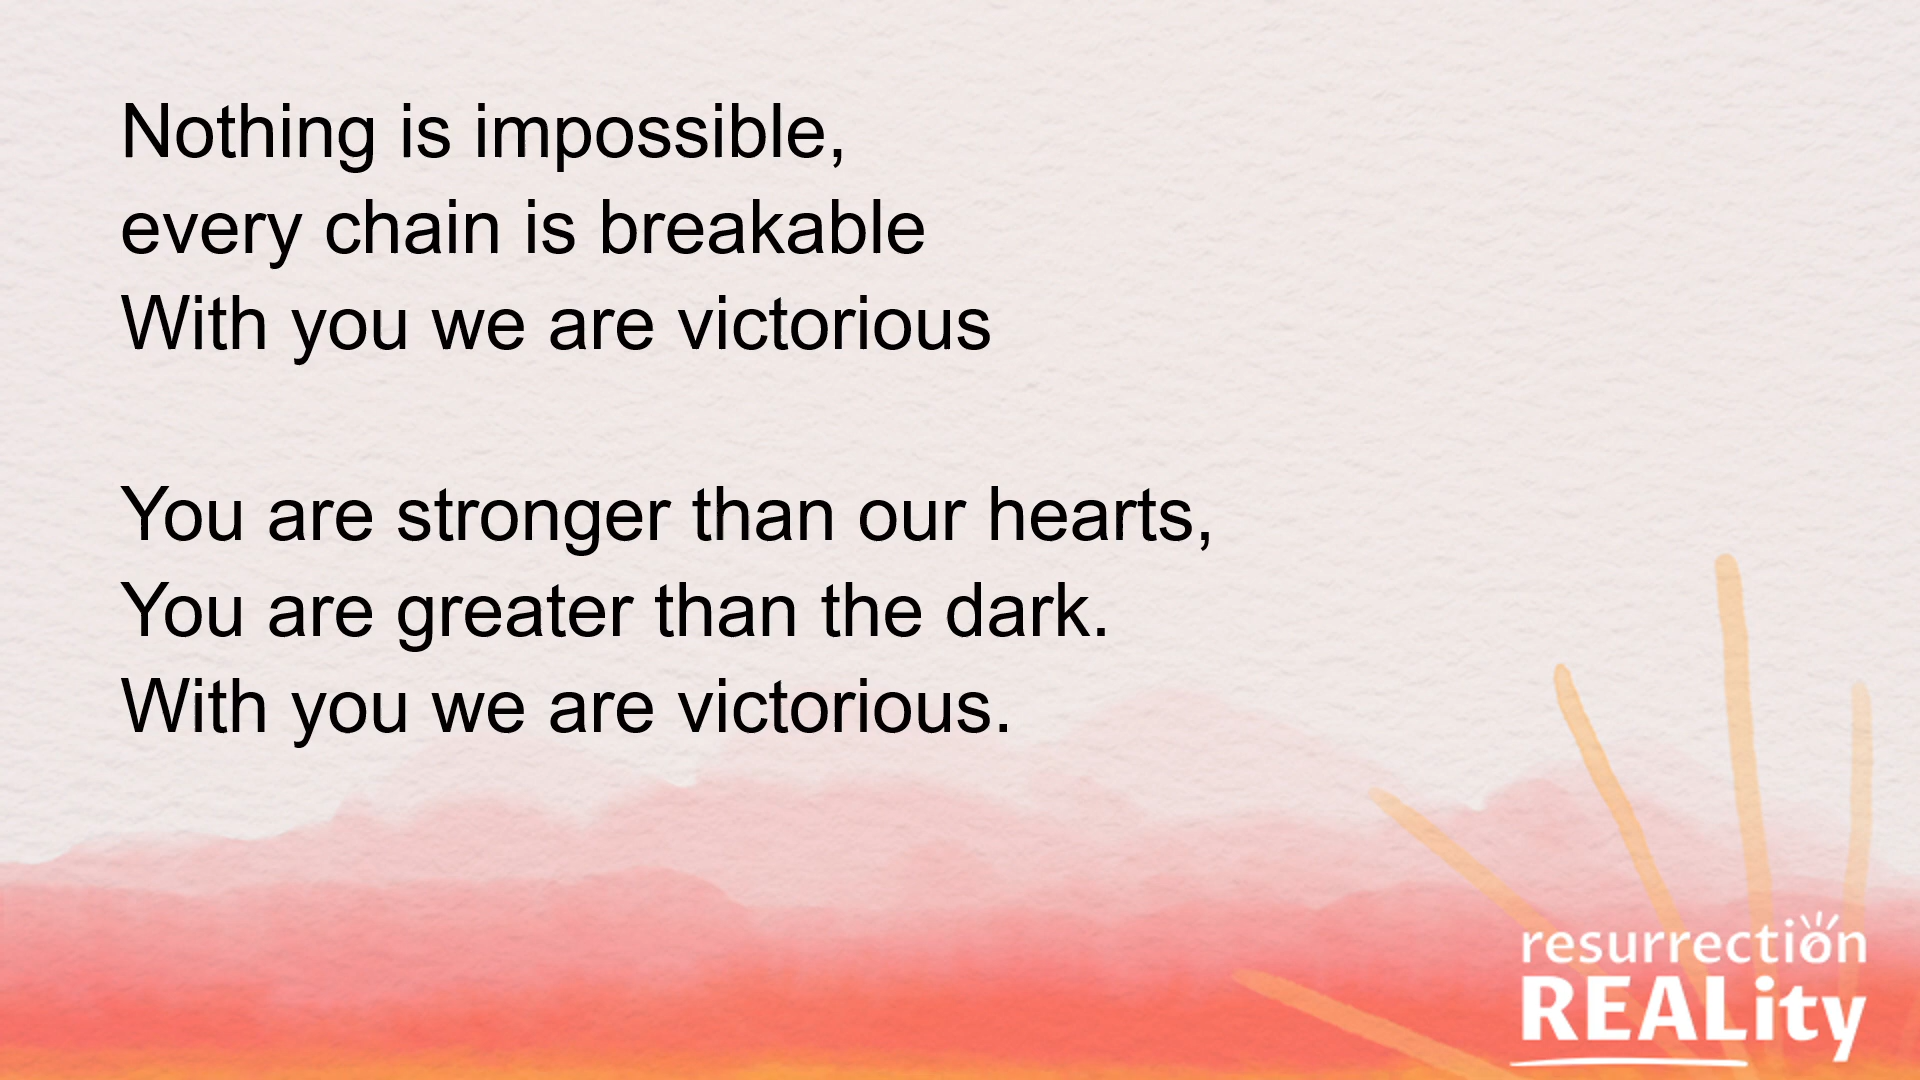 Nothing is impossible,
every chain is breakable
With you we are victorious
You are stronger than our hearts,
You are greater than the dark.
With you we are victorious.
resurrection
REALity